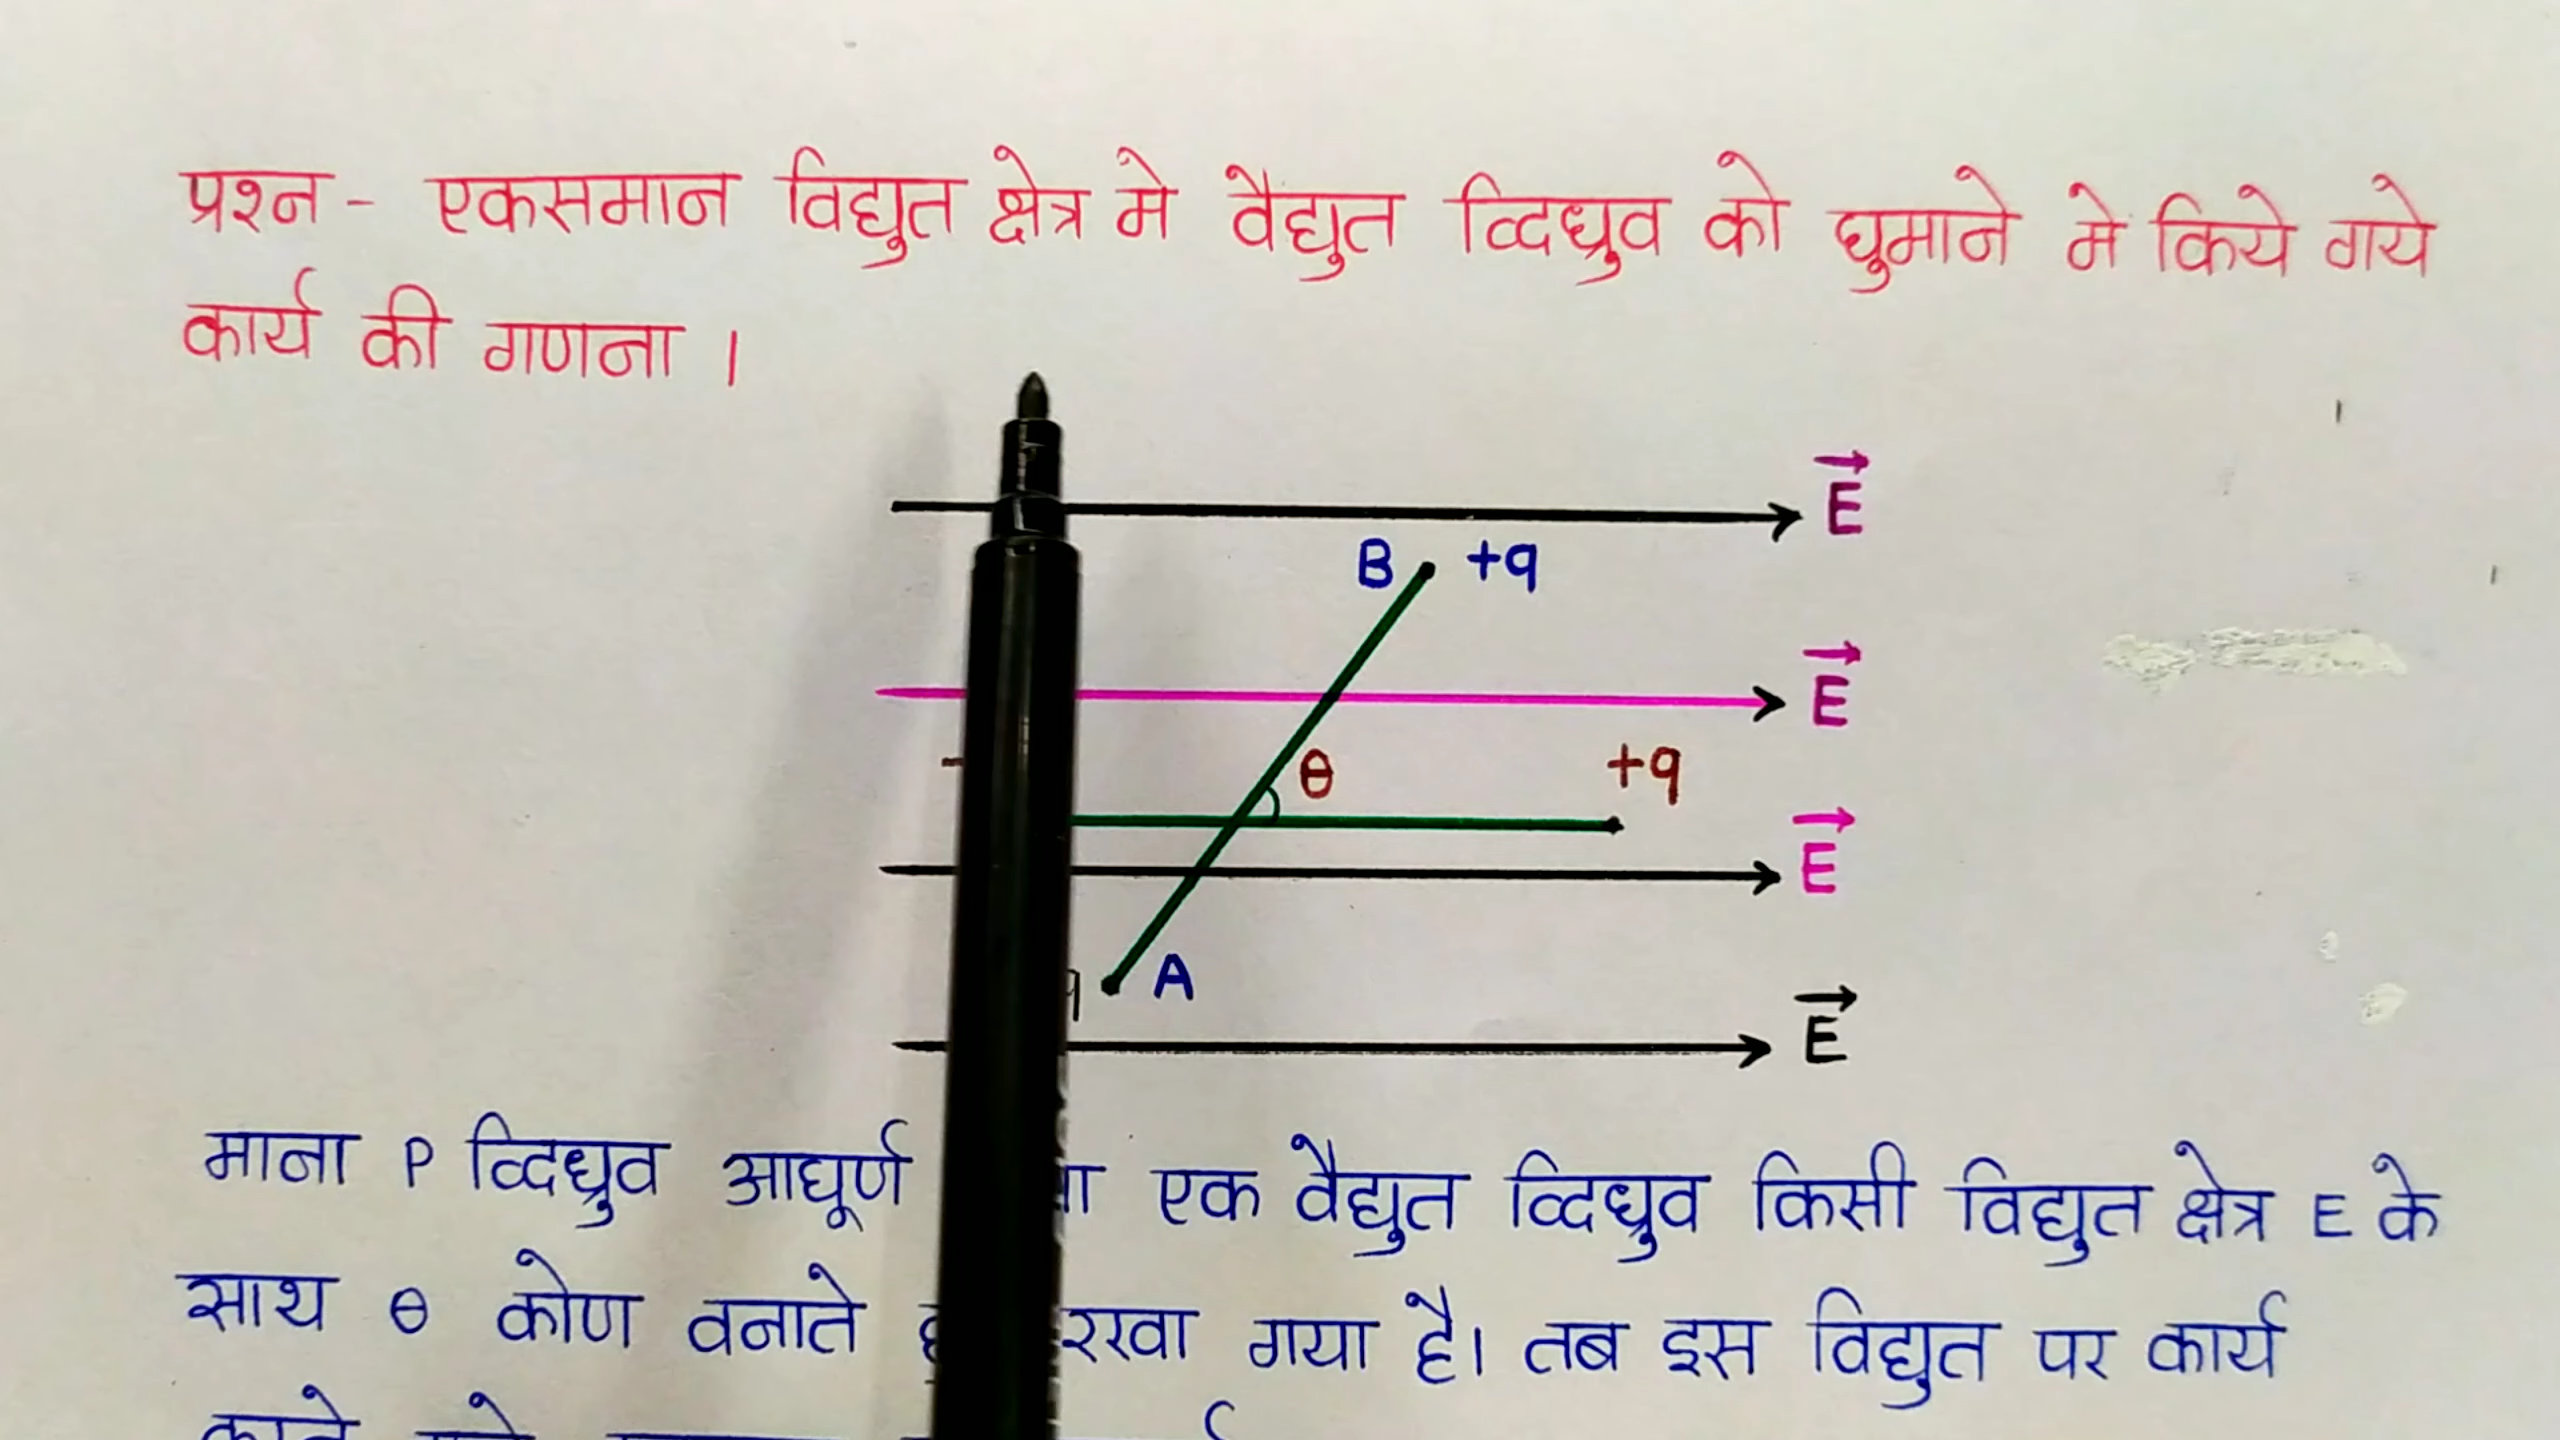 प्रश्न - एकसमान विद्युत क्षेत्र मे वैद्युत व्दिध्रुव को घुमाने मे किये गये
कार्य की गणना ।
E
B +q
E
θ +q
E
A
E
माना P व्दिध्रुव आघूर्ण एक वैद्युत व्दिध्रुव किसी विद्युत क्षेत्र E के
साथ θ कोण वनाते रखा गया है। तब इस विद्युत पर कार्य